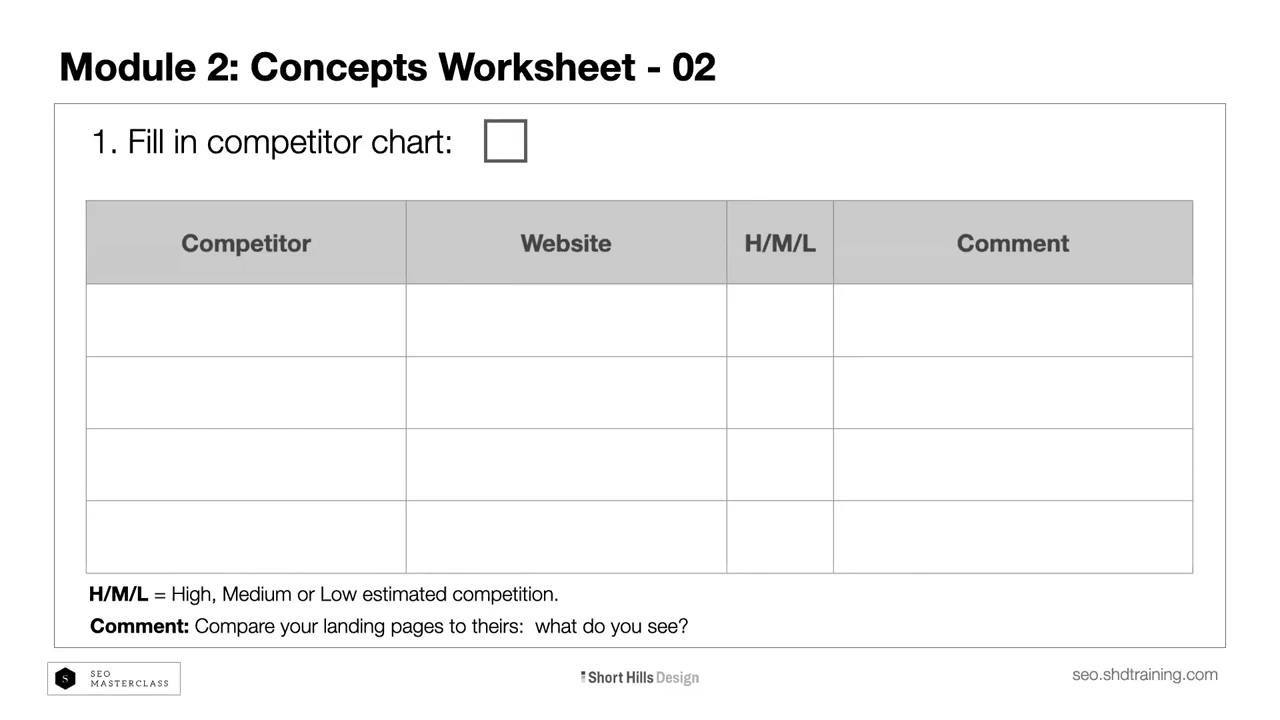 Module 2: Concepts Worksheet - 02
1. Fill in competitor chart:
Competitor Website H/M/L Comment
H/M/L = High, Medium or Low estimated competition.
Comment: Compare your landing pages to theirs: what do you see?
S
SEO
MASTERCLASS
Short Hills Design
seo.shdtraining.com